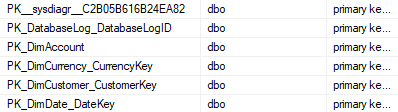 PK__sysdiagr__C2B05B616B24EA82 dbo primary ke...
PK_DatabaseLog_DatabaseLogID dbo primary ke...
PK_DimAccount dbo primary ke...
PK_DimCurrency_CurrencyKey dbo primary ke...
PK_DimCustomer_CustomerKey dbo primary ke...
PK_DimDate_DateKey dbo primary ke...